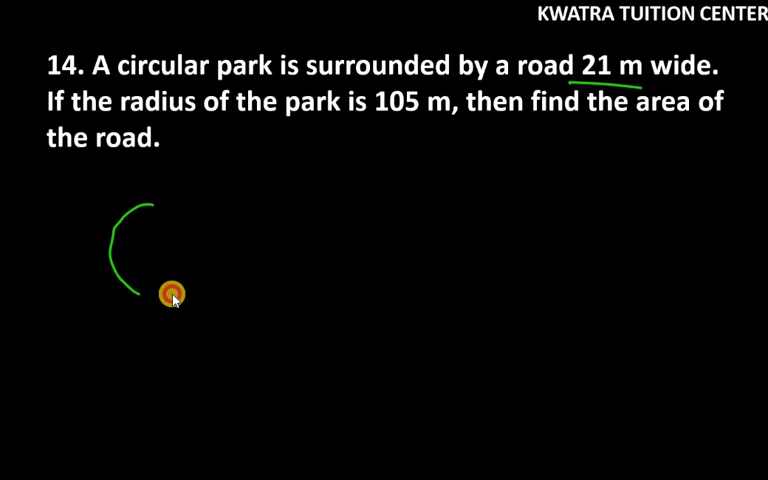 KWATRA TUITION CENTER
14. A circular park is surrounded by a road 21 m wide.
If the radius of the park is 105 m, then find the area of
the road.